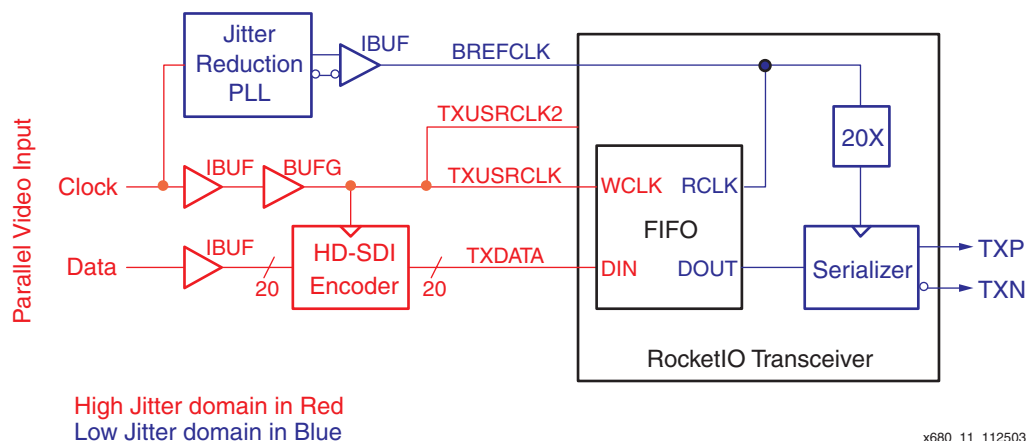 Jitter
Reduction
PLL
IBUF
BREFCLK
TXUSRCLK2
20X
Parallel Video Input
Clock
IBUF
BUFG
TXUSRCLK
WCLK
RCLK
FIFO
Data
IBUF
20
HD-SDI
Encoder
20
TXDATA
DIN
DOUT
Serializer
TXP
TXN
RocketIO Transceiver
High Jitter domain in Red
Low Jitter domain in Blue
x680_11_112503